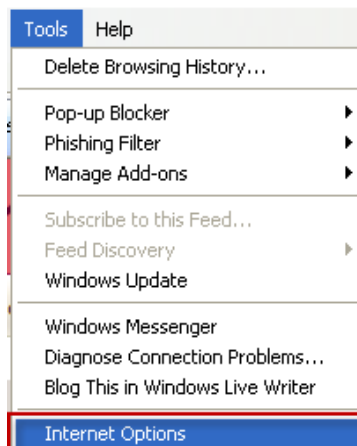 Tools Help
Delete Browsing History...
Pop-up Blocker
Phishing Filter
Manage Add-ons
Subscribe to this Feed...
Feed Discovery
Windows Update
Windows Messenger
Diagnose Connection Problems...
Blog This in Windows Live Writer
Internet Options